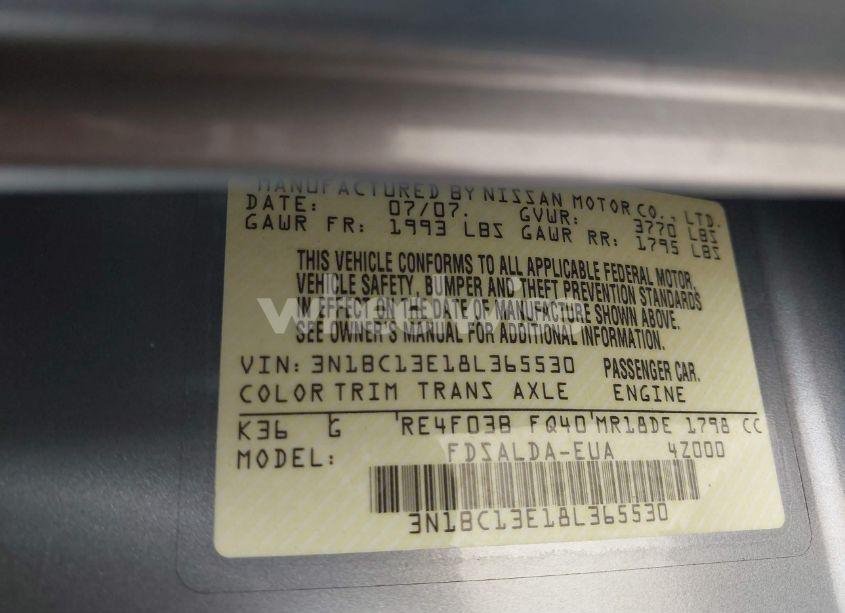 MANUFACTURED BY NISSAN MOTOR CO., LTD.
DATE: 07/07. GVWR: 3770 LBS
GAWR FR: 1993 LBS GAWR RR: 1795 LBS
THIS VEHICLE CONFORMS TO ALL APPLICABLE FEDERAL MOTOR
VEHICLE SAFETY, BUMPER AND THEFT PREVENTION STANDARDS
IN EFFECT ON THE DATE OF MANUFACTURE SHOWN ABOVE.
SEE OWNER'S MANUAL FOR ADDITIONAL INFORMATION.
VIN: 3N1BC13E18L365530 PASSENGER CAR.
COLOR TRIM TRANS AXLE ENGINE
K36 G RE4F03B FQ40 MR18DE 1798 CC
MODEL: FDSALDA-EUA 4Z000
3N1BC13E18L365530